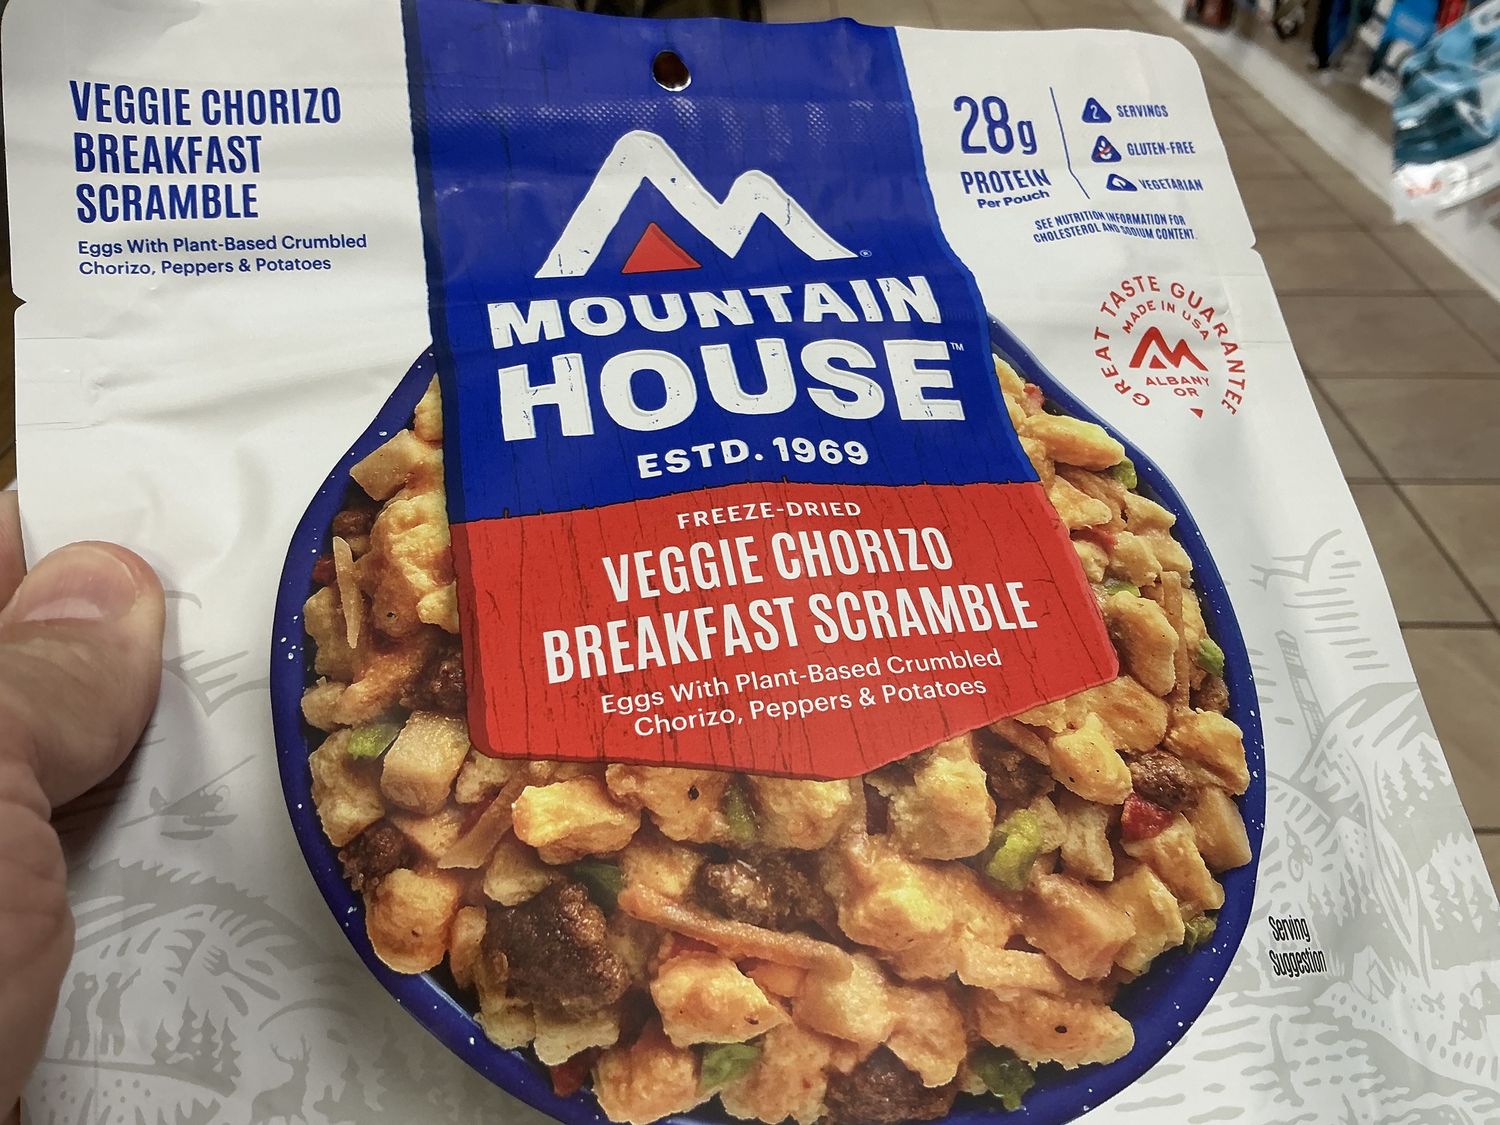 VEGGIE CHORIZO
BREAKFAST
SCRAMBLE
Eggs With Plant-Based Crumbled
Chorizo, Peppers & Potatoes
MOUNTAIN
HOUSE™
ESTD. 1969
FREEZE-DRIED
VEGGIE CHORIZO
BREAKFAST SCRAMBLE
Eggs With Plant-Based Crumbled
Chorizo, Peppers & Potatoes
28g
PROTEIN
Per Pouch
2 SERVINGS
GLUTEN-FREE
VEGETARIAN
SEE NUTRITION INFORMATION FOR
CHOLESTEROL AND SODIUM CONTENT.
GREAT TASTE GUARANTEE
MADE IN USA
ALBANY
OR
Serving
Suggestion